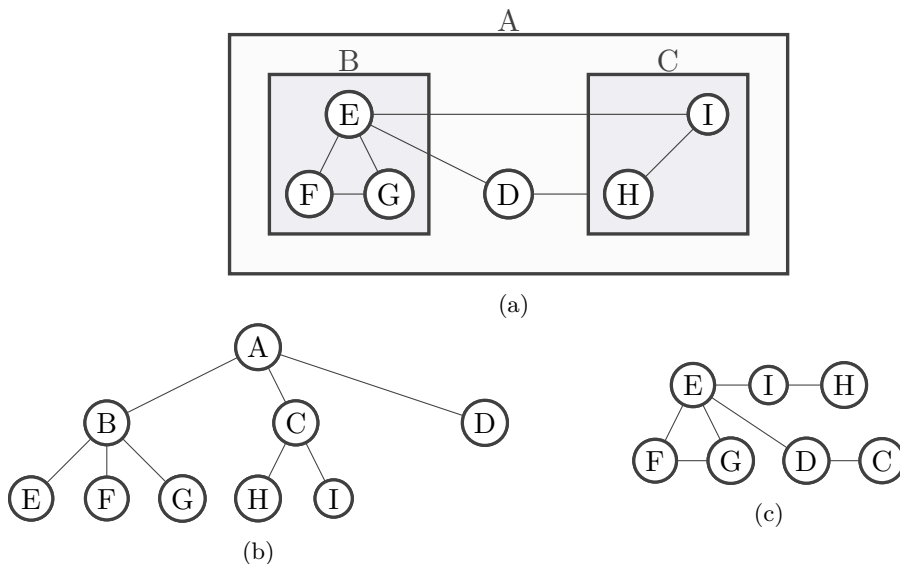 A
B C
E I
F G D H
(a)
A
B C D
E F G H I
(b)
E I H
F G D C
(c)